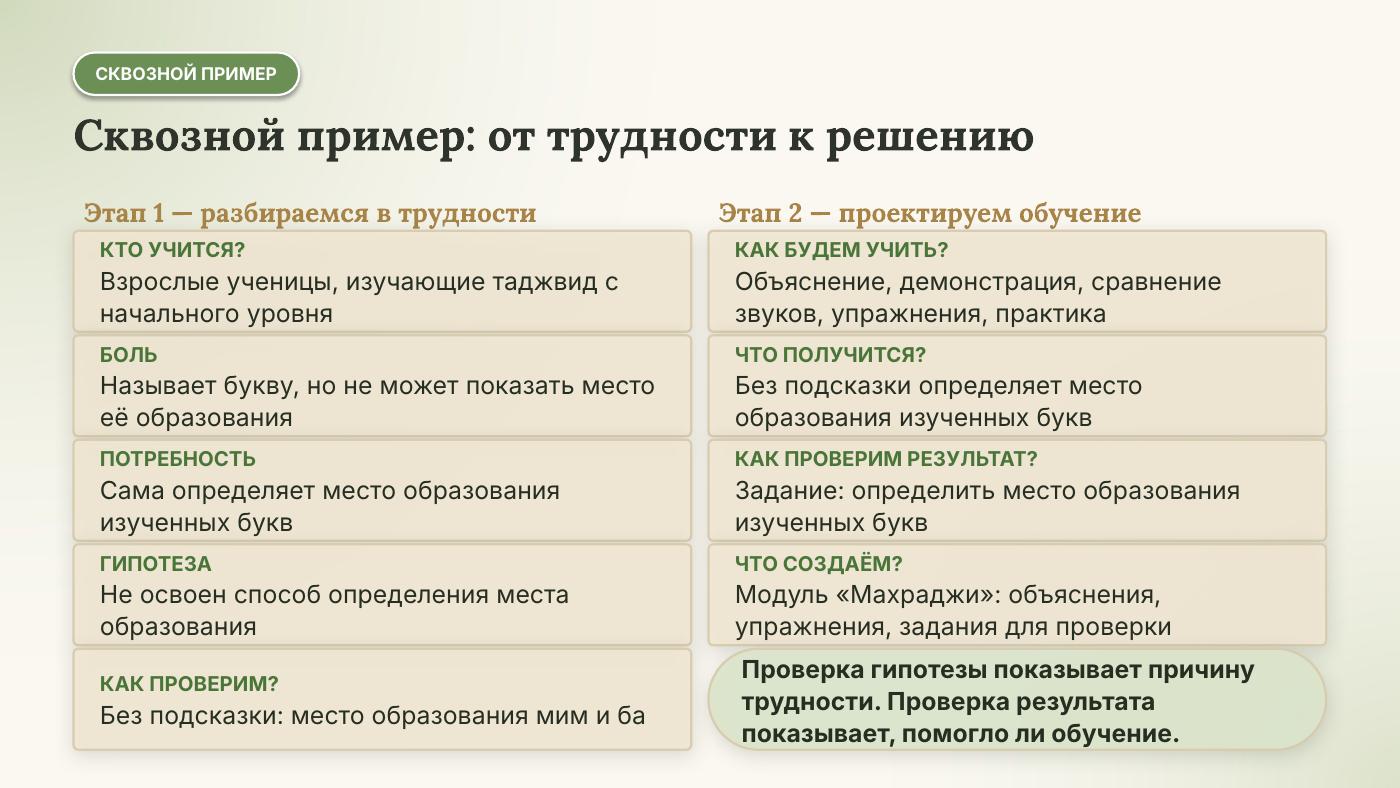 СКВОЗНОЙ ПРИМЕР
Сквозной пример: от трудности к решению
Этап 1 — разбираемся в трудности
КТО УЧИТСЯ?
Взрослые ученицы, изучающие таджвид с
начального уровня
БОЛЬ
Называет букву, но не может показать место
её образования
ПОТРЕБНОСТЬ
Сама определяет место образования
изученных букв
ГИПОТЕЗА
Не освоен способ определения места
образования
КАК ПРОВЕРИМ?
Без подсказки: место образования мим и ба
Этап 2 — проектируем обучение
КАК БУДЕМ УЧИТЬ?
Объяснение, демонстрация, сравнение
звуков, упражнения, практика
ЧТО ПОЛУЧИТСЯ?
Без подсказки определяет место
образования изученных букв
КАК ПРОВЕРИМ РЕЗУЛЬТАТ?
Задание: определить место образования
изученных букв
ЧТО СОЗДАЁМ?
Модуль «Махраджи»: объяснения,
упражнения, задания для проверки
Проверка гипотезы показывает причину
трудности. Проверка результата
показывает, помогло ли обучение.